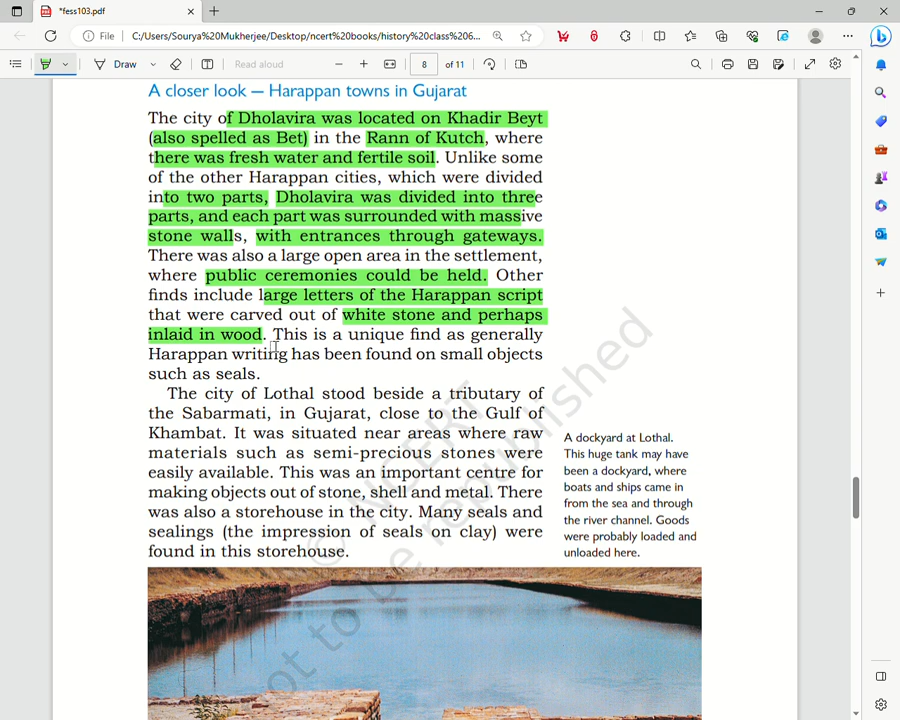 *fess103.pdf
File
C:/Users/Sourya%20Mukherjee/Desktop/ncert%20books/history%20class%206...
Draw
Read aloud
8 of 11
A closer look — Harappan towns in Gujarat
The city of Dholavira was located on Khadir Beyt
(also spelled as Bet) in the Rann of Kutch, where
there was fresh water and fertile soil. Unlike some
of the other Harappan cities, which were divided
into two parts, Dholavira was divided into three
parts, and each part was surrounded with massive
stone walls, with entrances through gateways.
There was also a large open area in the settlement,
where public ceremonies could be held. Other
finds include large letters of the Harappan script
that were carved out of white stone and perhaps
inlaid in wood. This is a unique find as generally
Harappan writing has been found on small objects
such as seals.
The city of Lothal stood beside a tributary of
the Sabarmati, in Gujarat, close to the Gulf of
Khambat. It was situated near areas where raw
materials such as semi-precious stones were
easily available. This was an important centre for
making objects out of stone, shell and metal. There
was also a storehouse in the city. Many seals and
sealings (the impression of seals on clay) were
found in this storehouse.
A dockyard at Lothal.
This huge tank may have
been a dockyard, where
boats and ships came in
from the sea and through
the river channel. Goods
were probably loaded and
unloaded here.
© NCERT
not to be republished